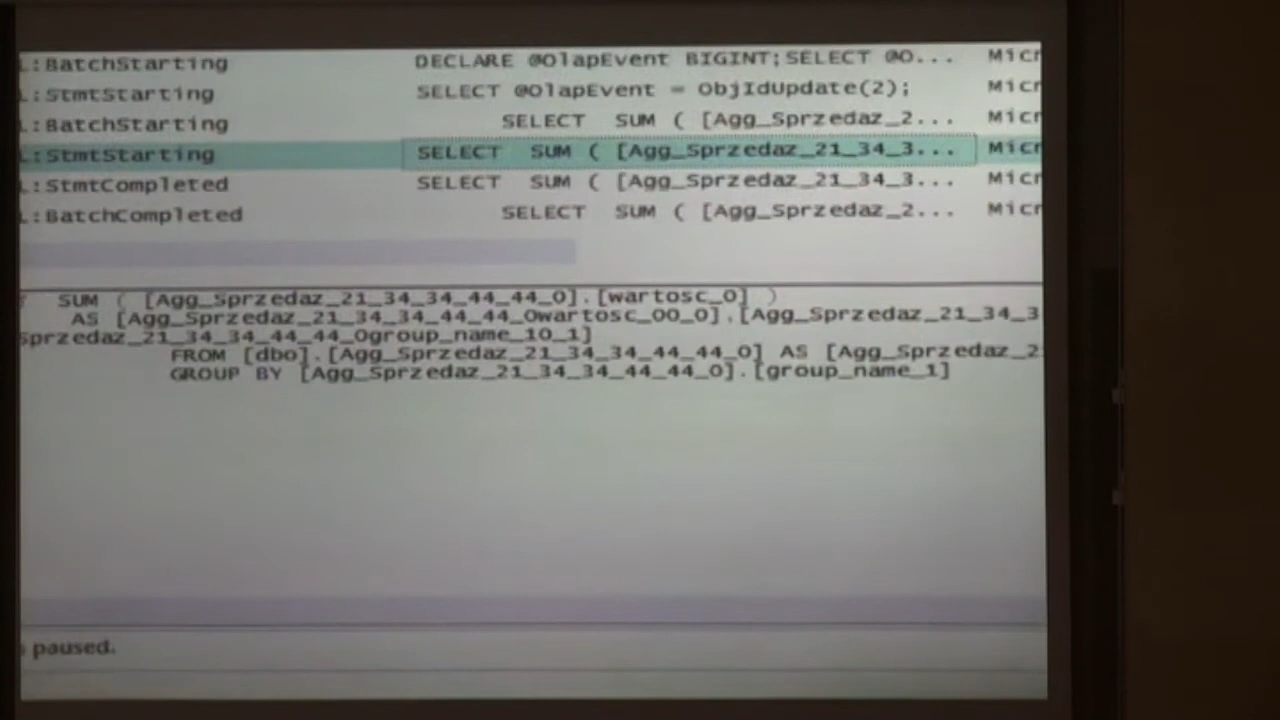 L:BatchStarting DECLARE @OlapEvent BIGINT;SELECT @O... Micr
L:StmtStarting SELECT @OlapEvent = ObjIdUpdate(2); Micr
L:BatchStarting SELECT SUM ( [Agg_Sprzedaz_2... Micr
L:StmtStarting SELECT SUM ( [Agg_Sprzedaz_21_34_3... Micr
L:StmtCompleted SELECT SUM ( [Agg_Sprzedaz_21_34_3... Micr
L:BatchCompleted SELECT SUM ( [Agg_Sprzedaz_2... Micr
SUM ( [Agg_Sprzedaz_21_34_34_44_44_0].[wartosc_0] )
AS [Agg_Sprzedaz_21_34_34_44_44_0wartosc_00_0].[Agg_Sprzedaz_21_34_3
sprzedaz_21_34_34_44_44_0group_name_10_1]
FROM [dbo].[Agg_Sprzedaz_21_34_34_44_44_0] AS [Agg_Sprzedaz_2
GROUP BY [Agg_Sprzedaz_21_34_34_44_44_0].[group_name_1]
paused.